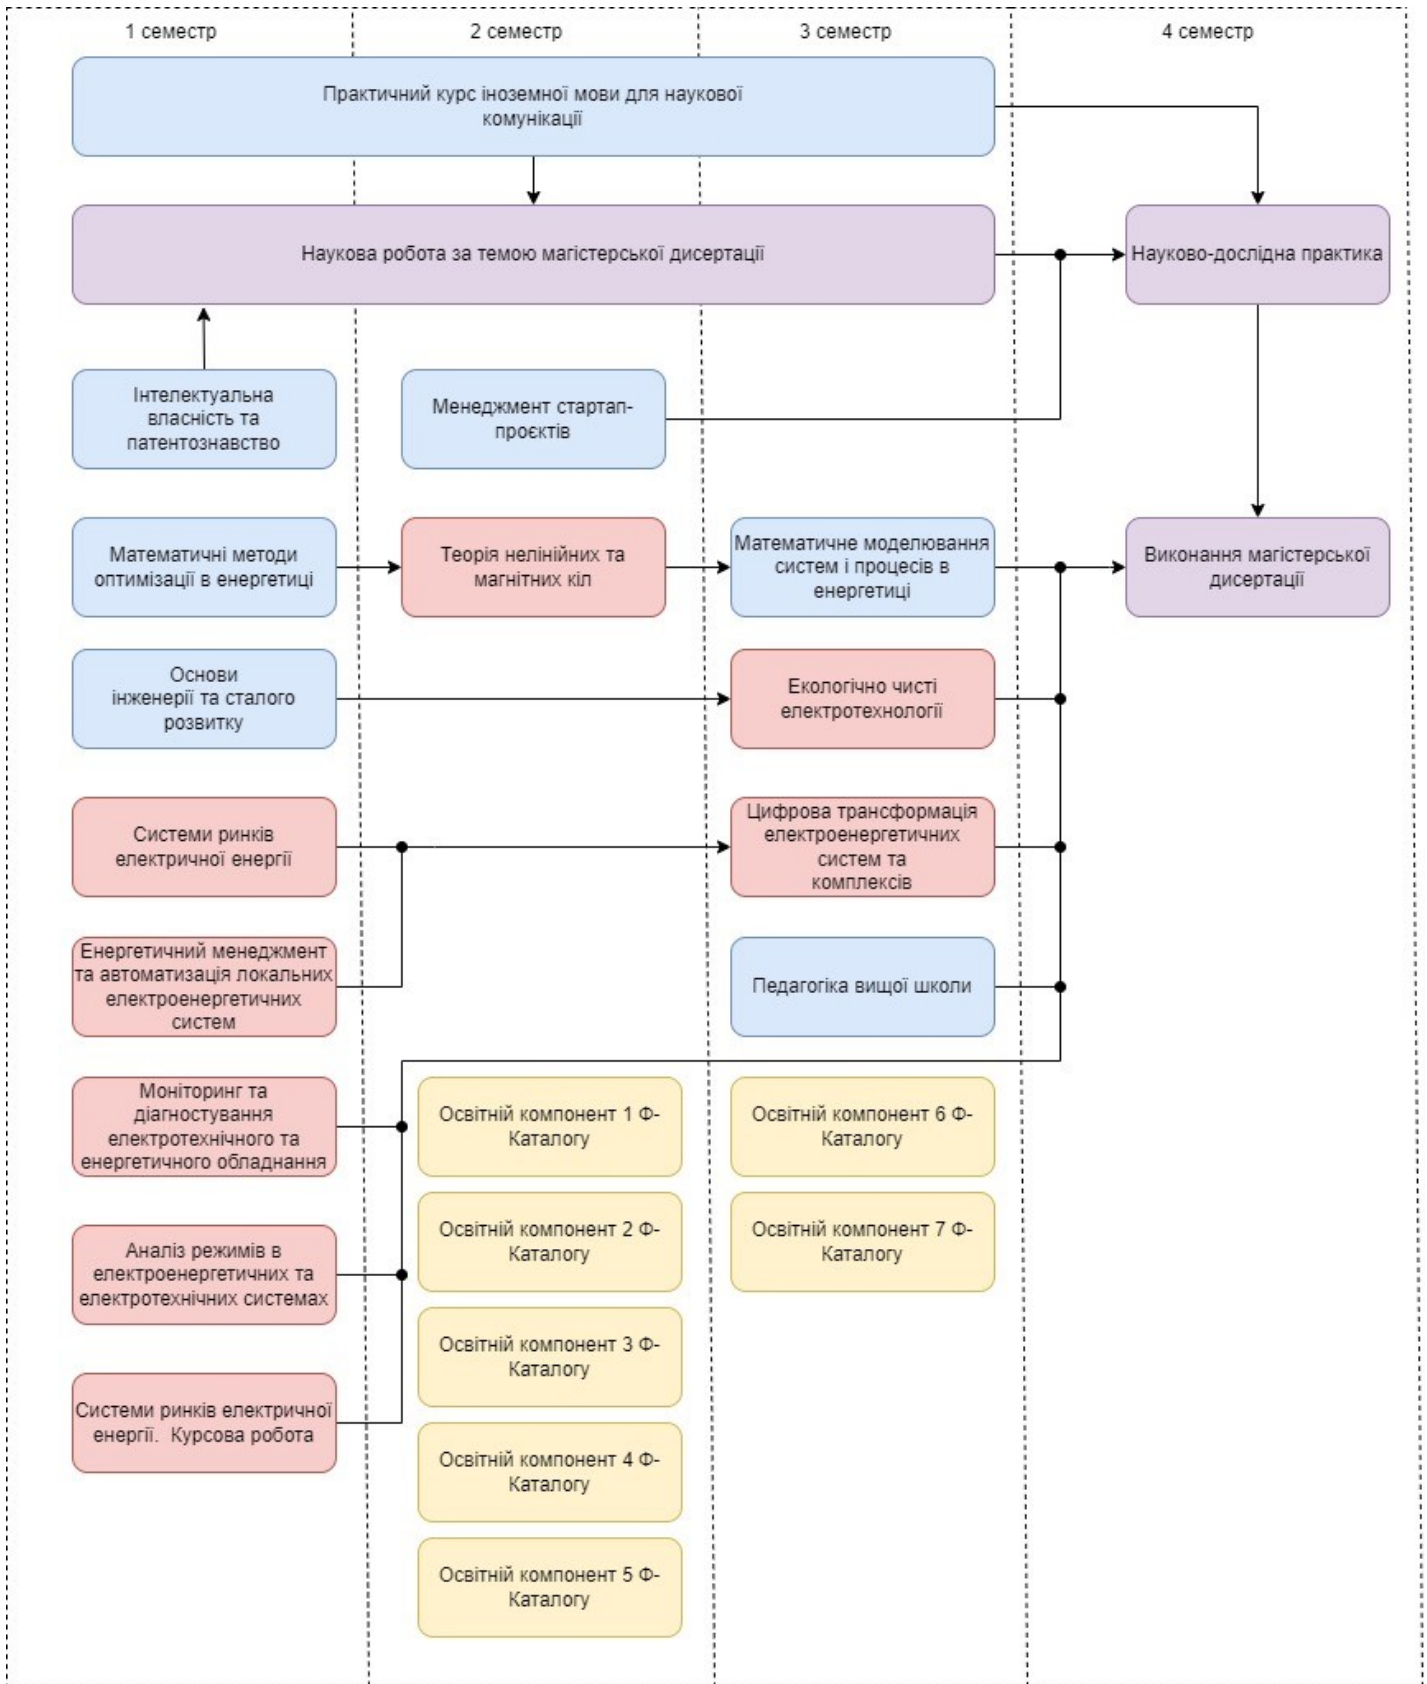 1 семестр
2 семестр
3 семестр
4 семестр
Практичний курс іноземної мови для наукової
комунікації
Наукова робота за темою магістерської дисертації
Науково-дослідна практика
Інтелектуальна
власність та
патентознавство
Менеджмент стартап-
проєктів
Математичні методи
оптимізації в енергетиці
Теорія нелінійних та
магнітних кіл
Математичне моделювання
систем і процесів в
енергетиці
Виконання магістерської
дисертації
Основи
інженерії та сталого
розвитку
Екологічно чисті
електротехнології
Системи ринків
електричної енергії
Цифрова трансформація
електроенергетичних
систем та
комплексів
Енергетичний менеджмент
та автоматизація локальних
електроенергетичних
систем
Педагогіка вищої школи
Моніторинг та
діагностування
електротехнічного та
енергетичного обладнання
Освітній компонент 1 Ф-
Каталогу
Освітній компонент 6 Ф-
Каталогу
Аналіз режимів в
електроенергетичних та
електротехнічних системах
Освітній компонент 2 Ф-
Каталогу
Освітній компонент 7 Ф-
Каталогу
Освітній компонент 3 Ф-
Каталогу
Системи ринків електричної
енергії.  Курсова робота
Освітній компонент 4 Ф-
Каталогу
Освітній компонент 5 Ф-
Каталогу